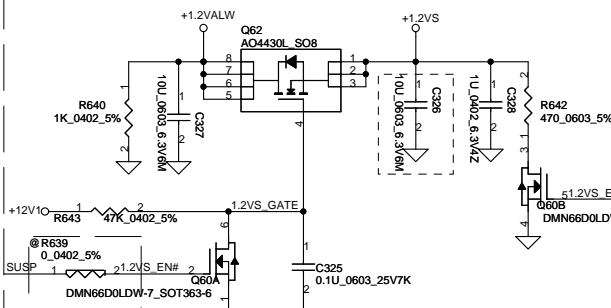 +1.2VALW
+1.2VS
Q62
AO4430L_SO8
8
7
6
5
1
2
3
4
1
R640
1K_0402_5%
2
1
C327
2
10U_0603_6.3V6M
1
C326
2
10U_0603_6.3V6M
1
C328
2
1U_0402_6.3V4Z
2
R642
470_0603_5%
1
3
5
1.2VS_E
Q60B
DMN66D0LD
4
+12V1
1
2
R643
47K_0402_5%
1.2VS_GATE
6
@R639
0_0402_5%
SUSP
1
2
1.2VS_EN#
2
Q60A
DMN66D0LDW-7_SOT363-6
1
1
C325
0.1U_0603_25V7K
2